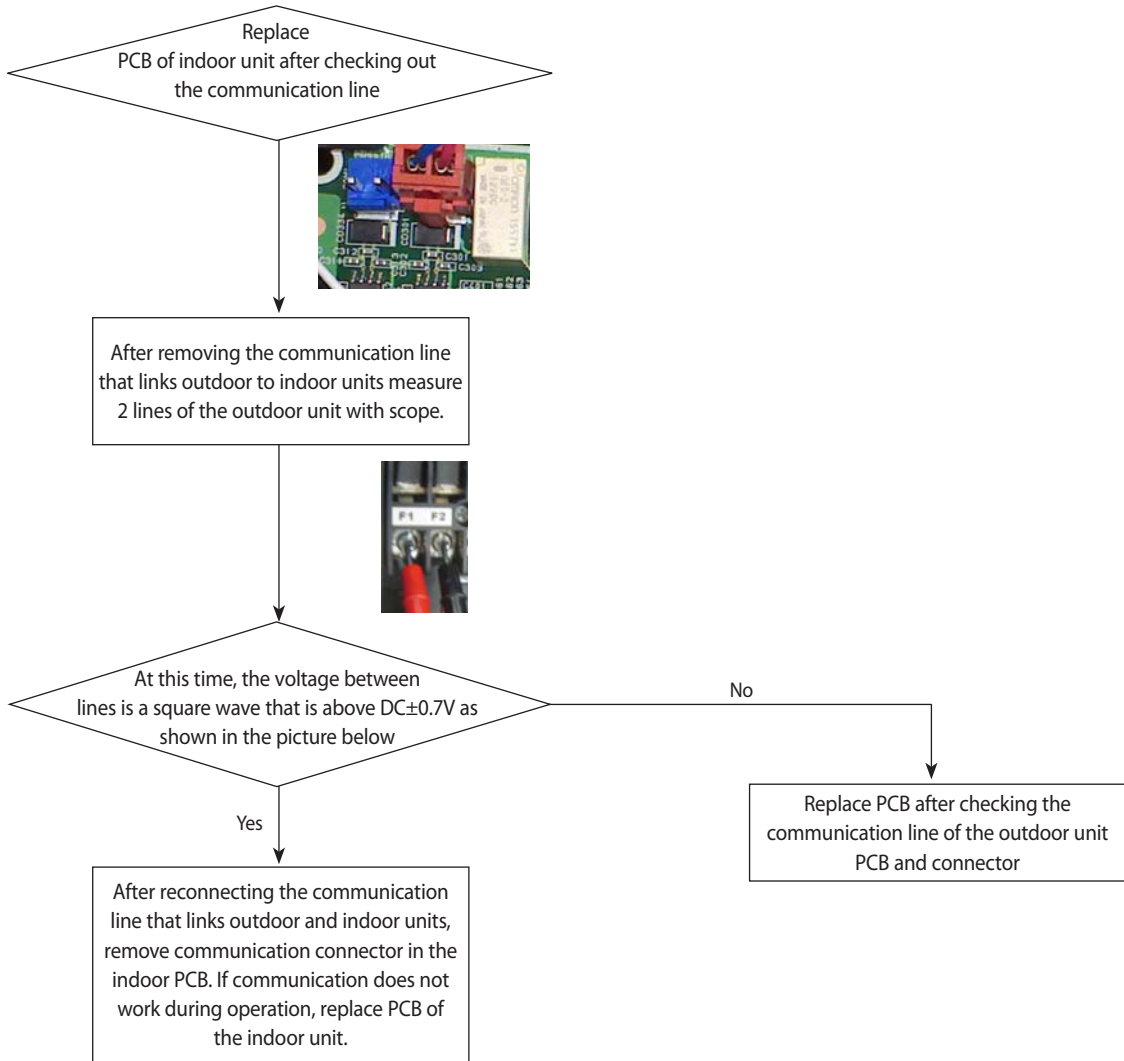 Replace
PCB of indoor unit after checking out
the communication line
C312
C301
C303
After removing the communication line
that links outdoor to indoor units measure
2 lines of the outdoor unit with scope.
F1 F2
At this time, the voltage between
lines is a square wave that is above DC±0.7V as
shown in the picture below
No
Yes
Replace PCB after checking the
communication line of the outdoor unit
PCB and connector
After reconnecting the communication
line that links outdoor and indoor units,
remove communication connector in the
indoor PCB. If communication does not
work during operation, replace PCB of
the indoor unit.